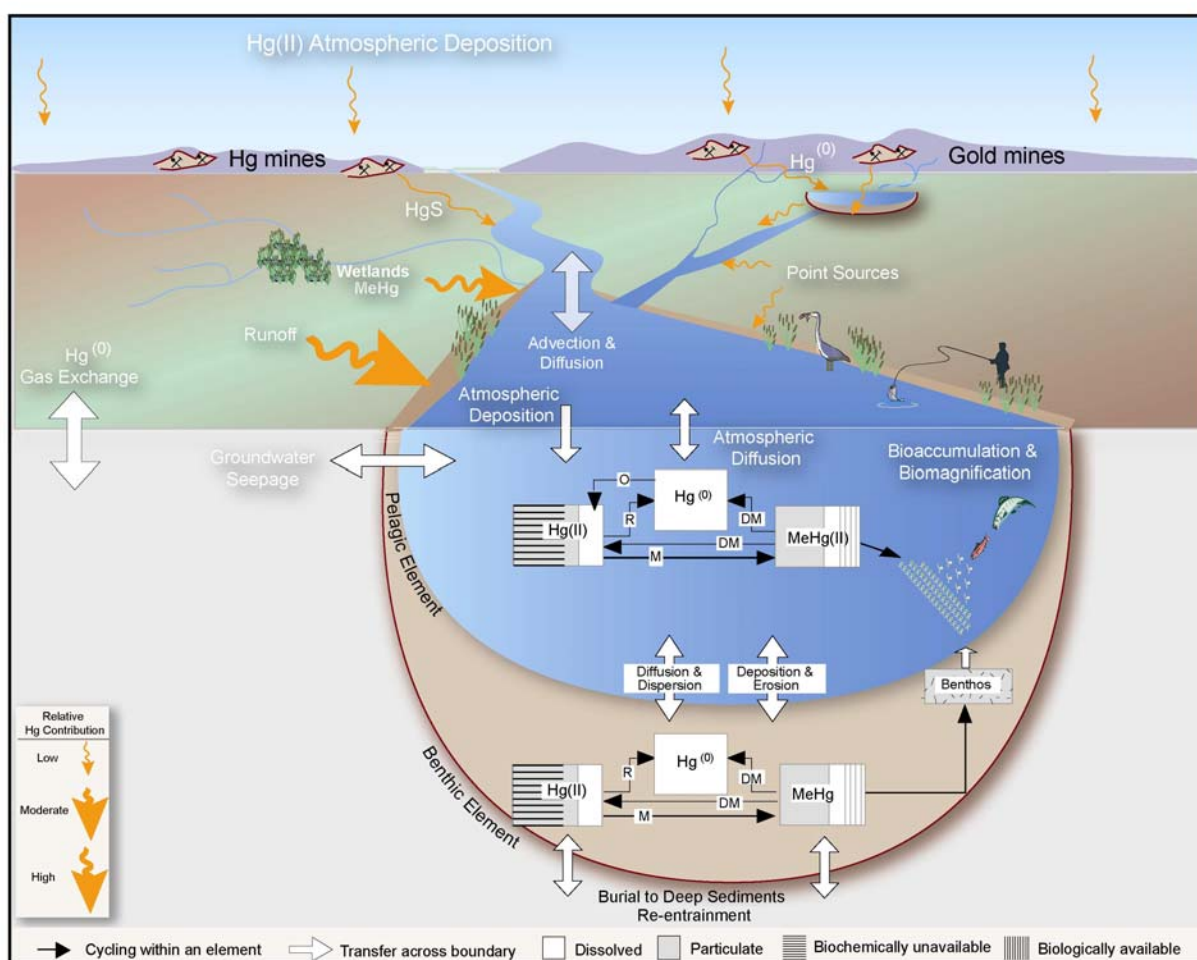 Hg(II) Atmospheric Deposition
Hg mines
Hg (0)
Gold mines
HgS
Wetlands
MeHg
Point Sources
Runoff
Advection &
Diffusion
Hg (0)
Gas Exchange
Atmospheric
Deposition
Groundwater
Seepage
Atmospheric
Diffusion
Bioaccumulation &
Biomagnification
Pelagic Element
O
Hg (0)
Hg(II)
R
DM
MeHg(II)
DM
M
Diffusion &
Dispersion
Deposition &
Erosion
Benthos
Benthic Element
Hg (0)
Hg(II)
R
DM
MeHg
DM
M
Burial to Deep Sediments
Re-entrainment
Relative
Hg Contribution
Low
Moderate
High
Cycling within an element
Transfer across boundary
Dissolved
Particulate
Biochemically unavailable
Biologically available